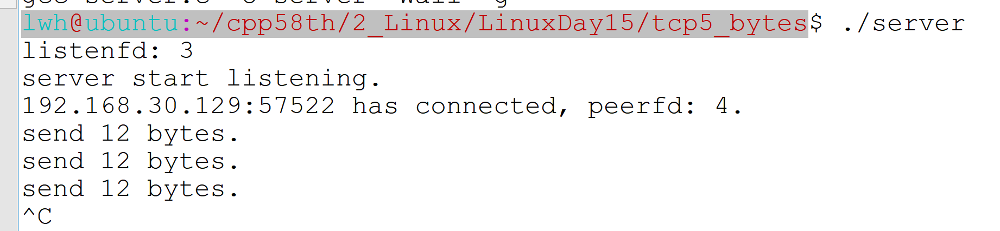 lwh@ubuntu:~/cpp58th/2_Linux/LinuxDay15/tcp5_bytes$ ./server
listenfd: 3
server start listening.
192.168.30.129:57522 has connected, peerfd: 4.
send 12 bytes.
send 12 bytes.
send 12 bytes.
^C